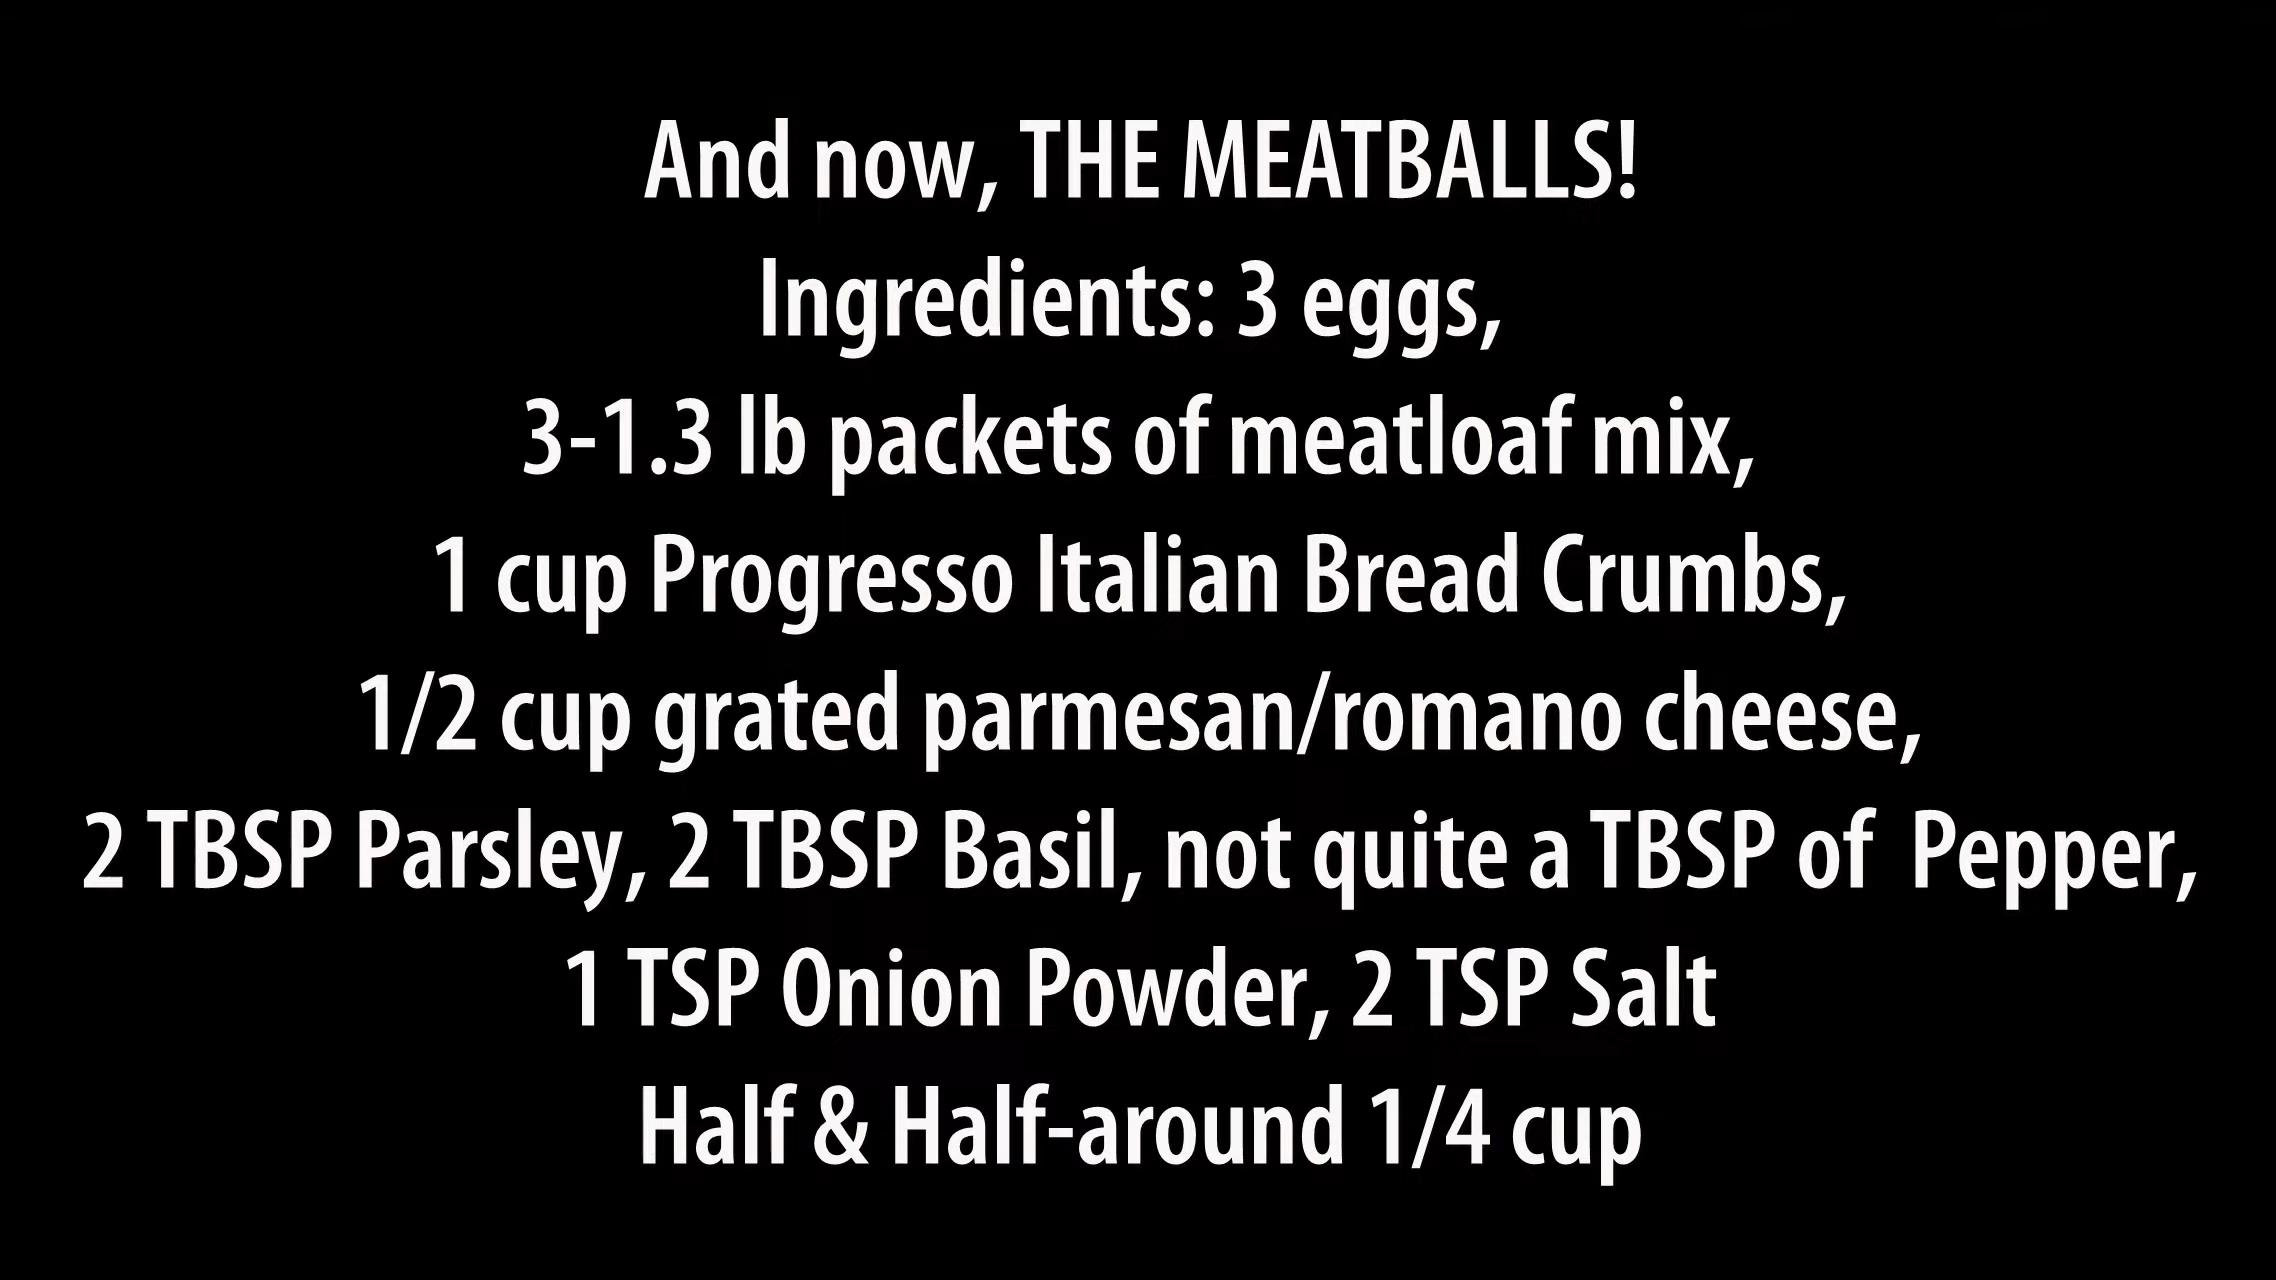 And now, THE MEATBALLS!
Ingredients: 3 eggs,
3-1.3 lb packets of meatloaf mix,
1 cup Progresso Italian Bread Crumbs,
1/2 cup grated parmesan/romano cheese,
2 TBSP Parsley, 2 TBSP Basil, not quite a TBSP of  Pepper,
1 TSP Onion Powder, 2 TSP Salt
Half & Half-around 1/4 cup